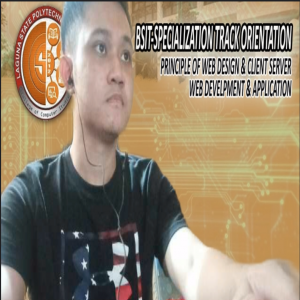 LAGUNA STATE POLYTECHNIC
BSIT-SPECIALIZATION TRACK ORIENTATION
PRINCIPLE OF WEB DESIGN & CLIENT SERVER
WEB DEVELPMENT & APPLICATION